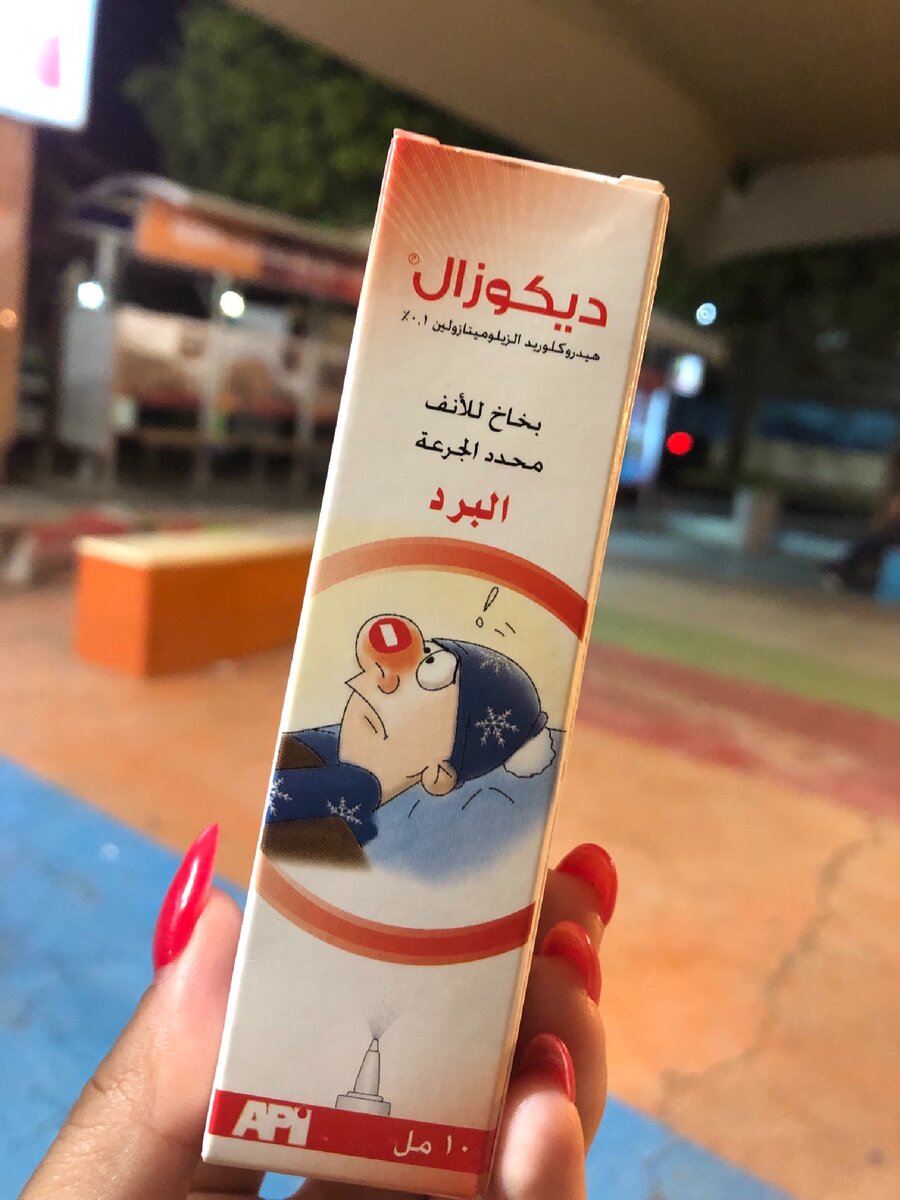 ديكوزال®
هيدروكلوريد الزيلوميتازولين ٠,١٪
بخاخ للأنف
محدد الجرعة
البرد
API
١٠ مل